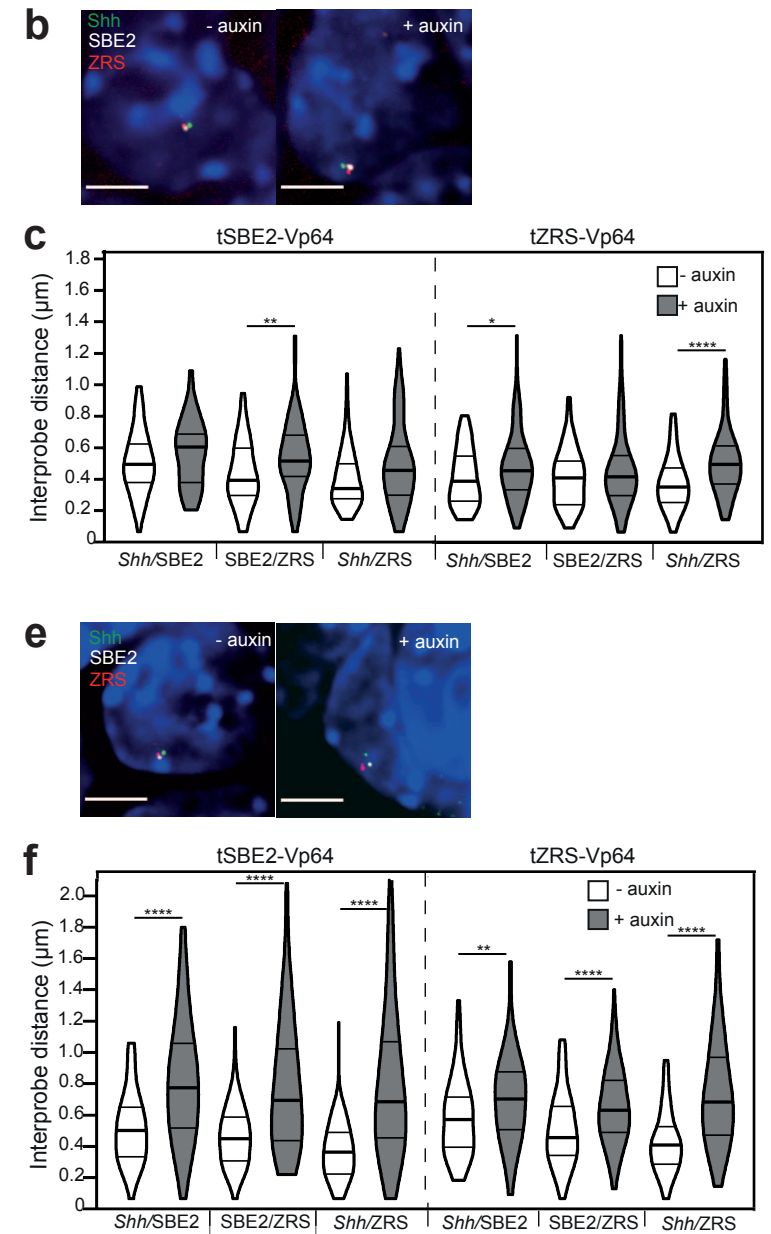 b
Shh
SBE2
ZRS
- auxin
+ auxin
c
tSBE2-Vp64
tZRS-Vp64
Interprobe distance (µm)
1.8
1.6
1.4
1.2
1.0
0.8
0.6
0.4
0.2
0
- auxin
+ auxin
**
*
****
Shh/SBE2
SBE2/ZRS
Shh/ZRS
Shh/SBE2
SBE2/ZRS
Shh/ZRS
e
Shh
SBE2
ZRS
- auxin
+ auxin
f
tSBE2-Vp64
tZRS-Vp64
Interprobe distance (µm)
2.0
1.8
1.6
1.4
1.2
1.0
0.8
0.6
0.4
0.2
0
- auxin
+ auxin
****
****
****
**
****
****
Shh/SBE2
SBE2/ZRS
Shh/ZRS
Shh/SBE2
SBE2/ZRS
Shh/ZRS